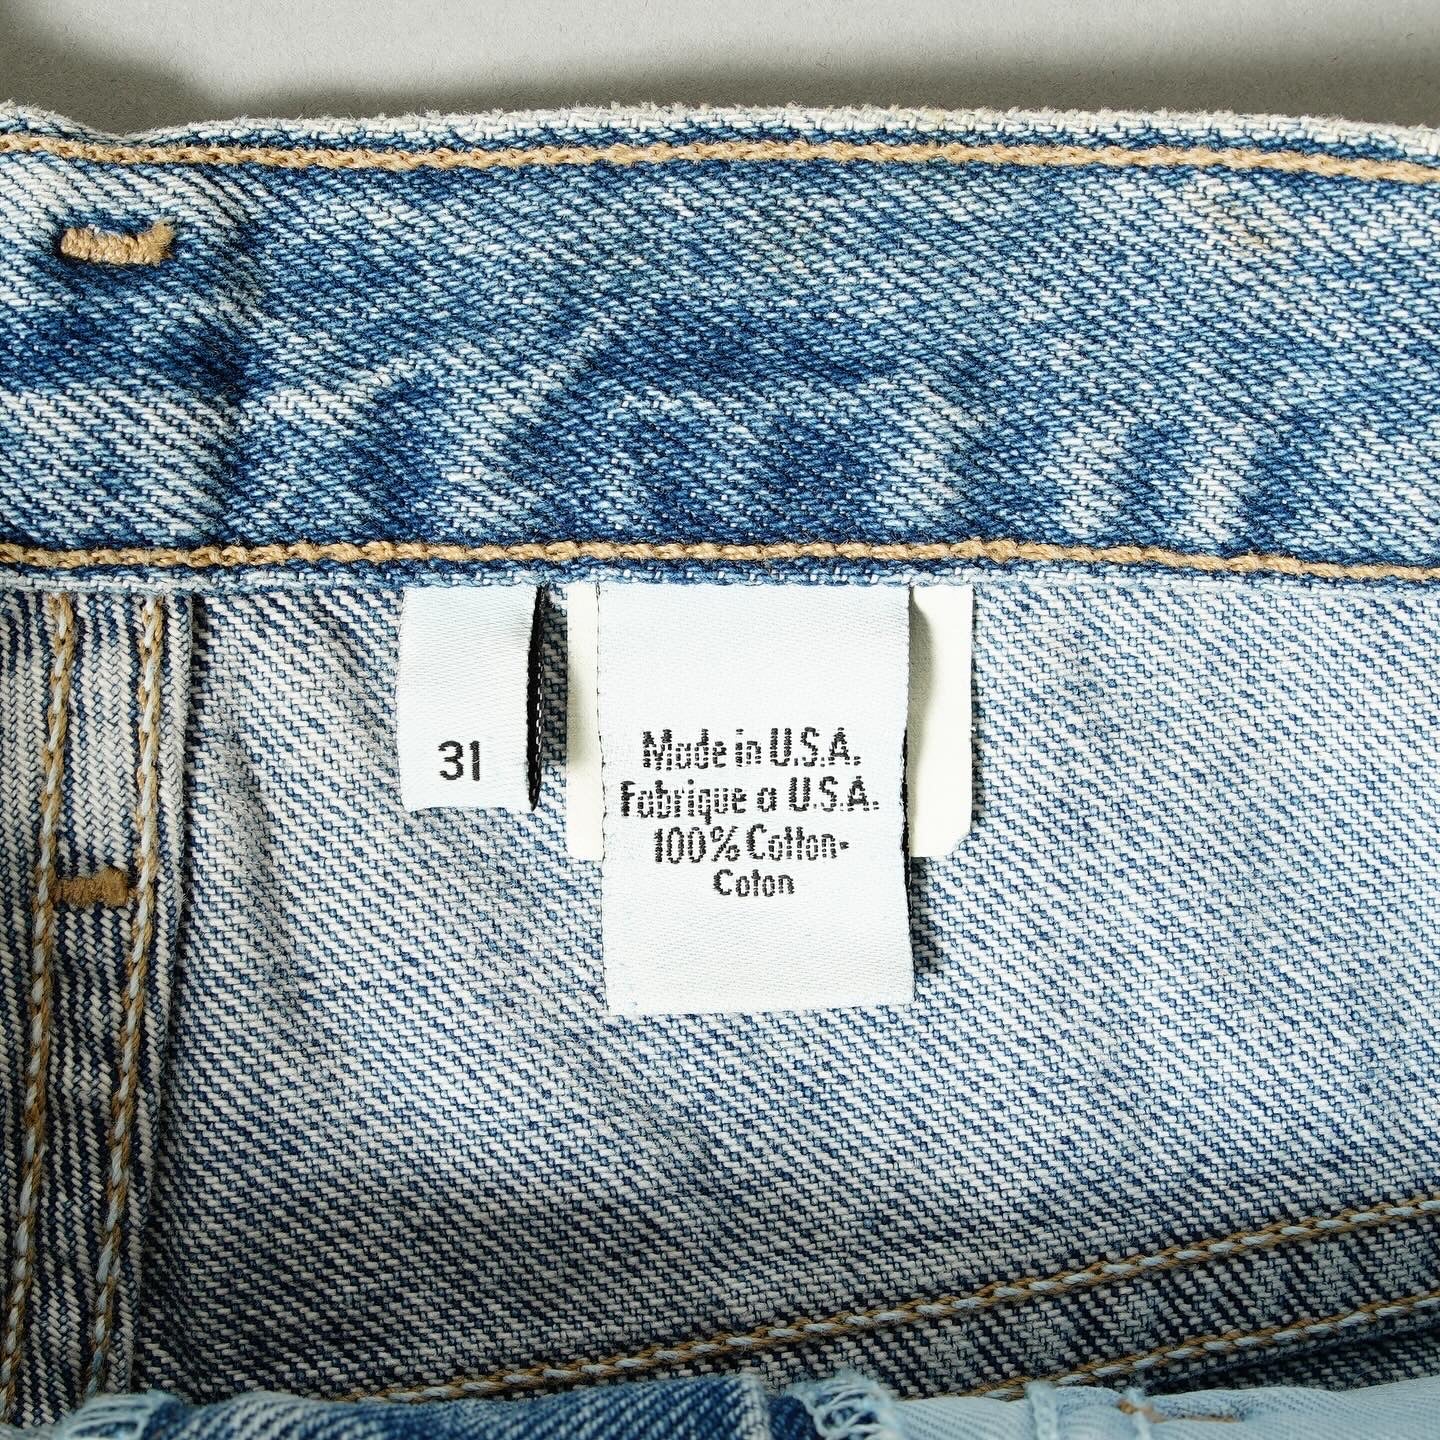 31
Made in U.S.A.
Fabrique a U.S.A.
100% Cotton-
Coton